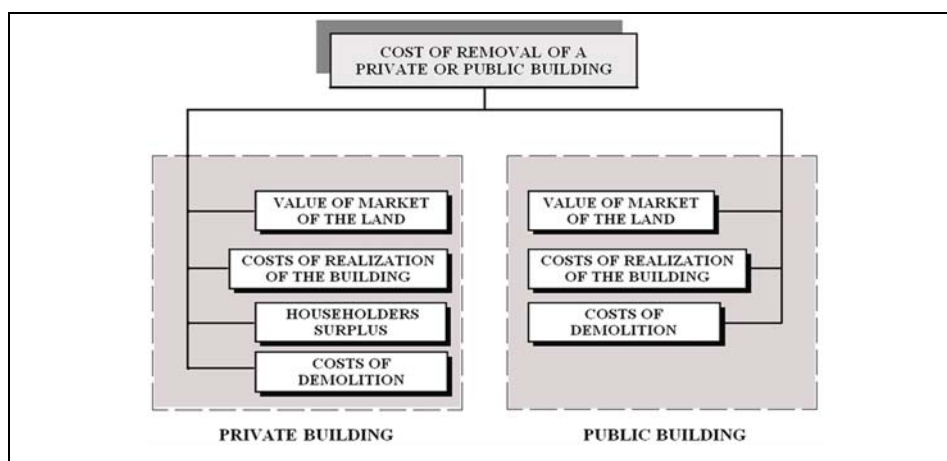 COST OF REMOVAL OF A
PRIVATE OR PUBLIC BUILDING
VALUE OF MARKET
OF THE LAND
COSTS OF REALIZATION
OF THE BUILDING
HOUSEHOLDERS
SURPLUS
COSTS OF
DEMOLITION
PRIVATE BUILDING
VALUE OF MARKET
OF THE LAND
COSTS OF REALIZATION
OF THE BUILDING
COSTS OF
DEMOLITION
PUBLIC BUILDING